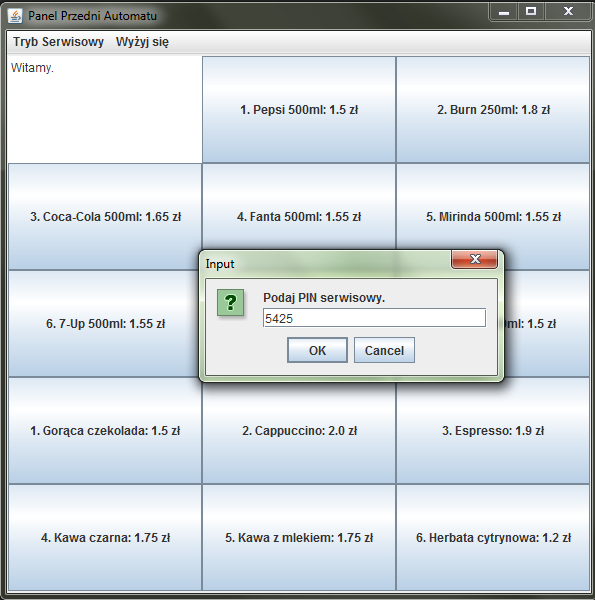 Panel Przedni Automatu
Tryb Serwisowy Wyżyj się
Witamy.
1. Pepsi 500ml: 1.5 zł
2. Burn 250ml: 1.8 zł
3. Coca-Cola 500ml: 1.65 zł
4. Fanta 500ml: 1.55 zł
5. Mirinda 500ml: 1.55 zł
Input
Podaj PIN serwisowy.
5425
OK
Cancel
6. 7-Up 500ml: 1.55 zł
ml: 1.5 zł
1. Gorąca czekolada: 1.5 zł
2. Cappuccino: 2.0 zł
3. Espresso: 1.9 zł
4. Kawa czarna: 1.75 zł
5. Kawa z mlekiem: 1.75 zł
6. Herbata cytrynowa: 1.2 zł